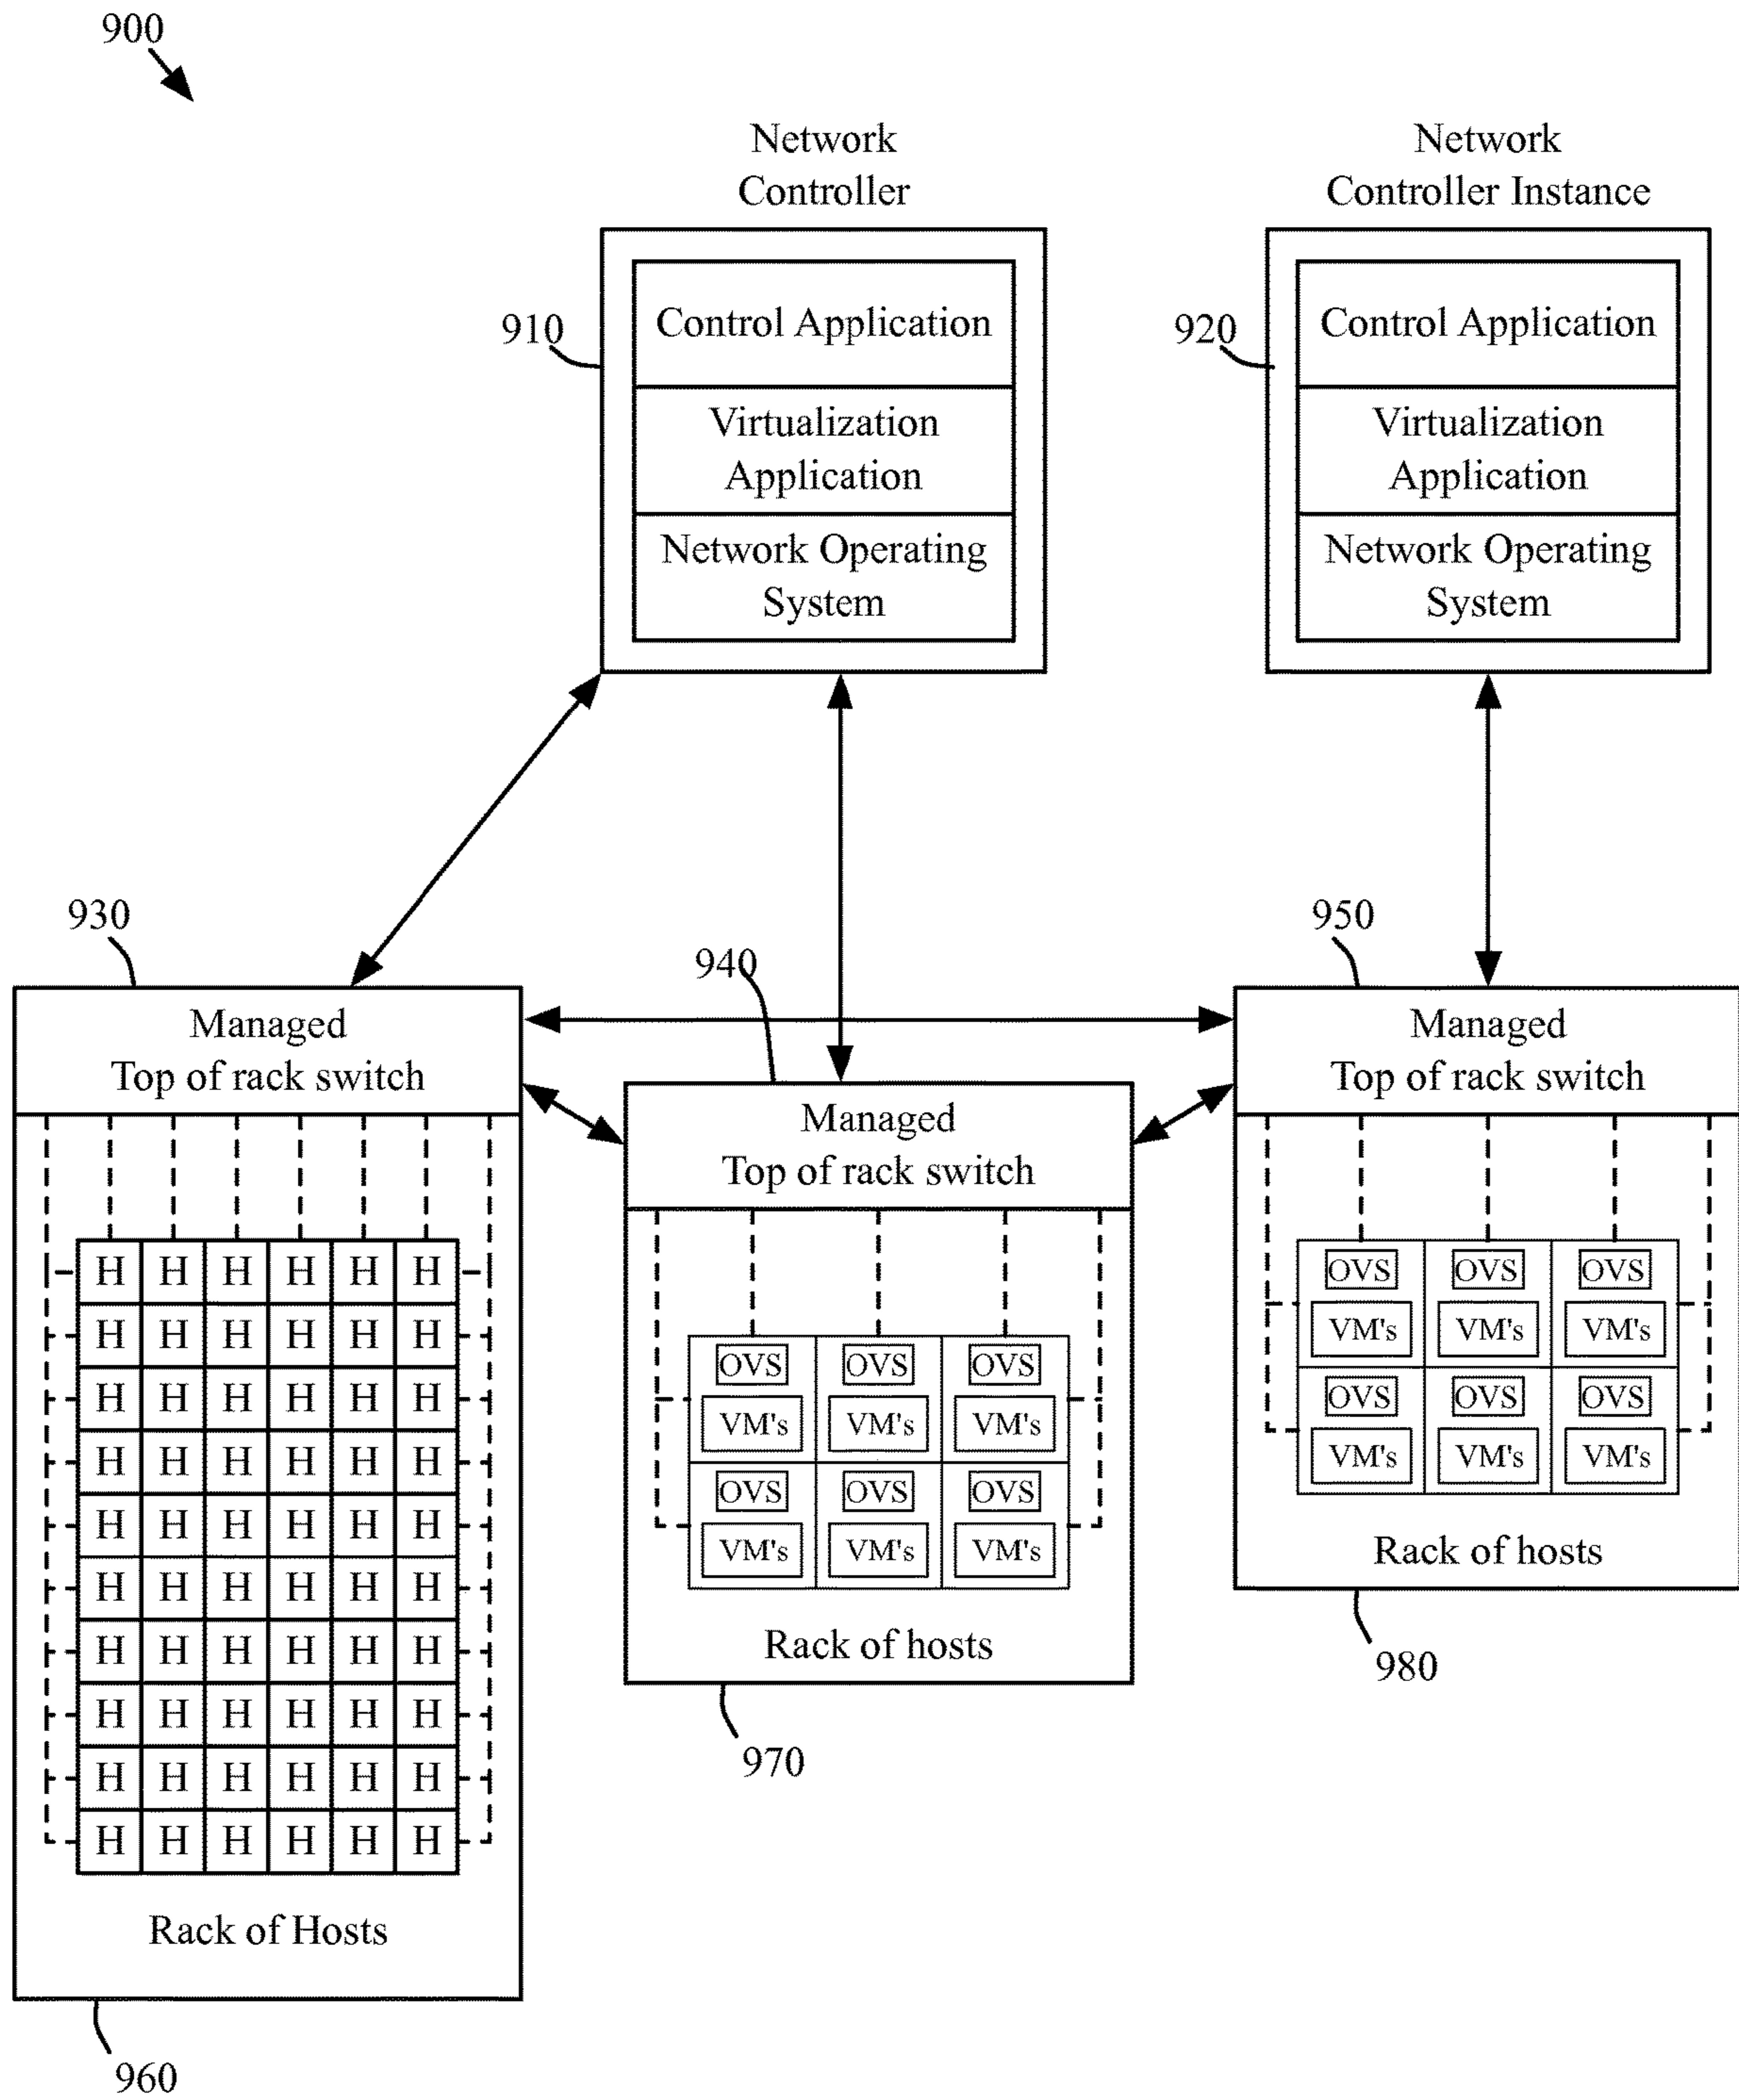 900
Network
Controller
Network
Controller Instance
910
Control Application
Virtualization
Application
Network Operating
System
920
Control Application
Virtualization
Application
Network Operating
System
930
Managed
Top of rack switch
940
Managed
Top of rack switch
950
Managed
Top of rack switch
H H H H H H
H H H H H H
H H H H H H
H H H H H H
H H H H H H
H H H H H H
H H H H H H
H H H H H H
H H H H H H
H H H H H H
Rack of Hosts
960
OVS OVS OVS
VM's VM's VM's
OVS OVS OVS
VM's VM's VM's
Rack of hosts
970
OVS OVS OVS
VM's VM's VM's
OVS OVS OVS
VM's VM's VM's
Rack of hosts
980